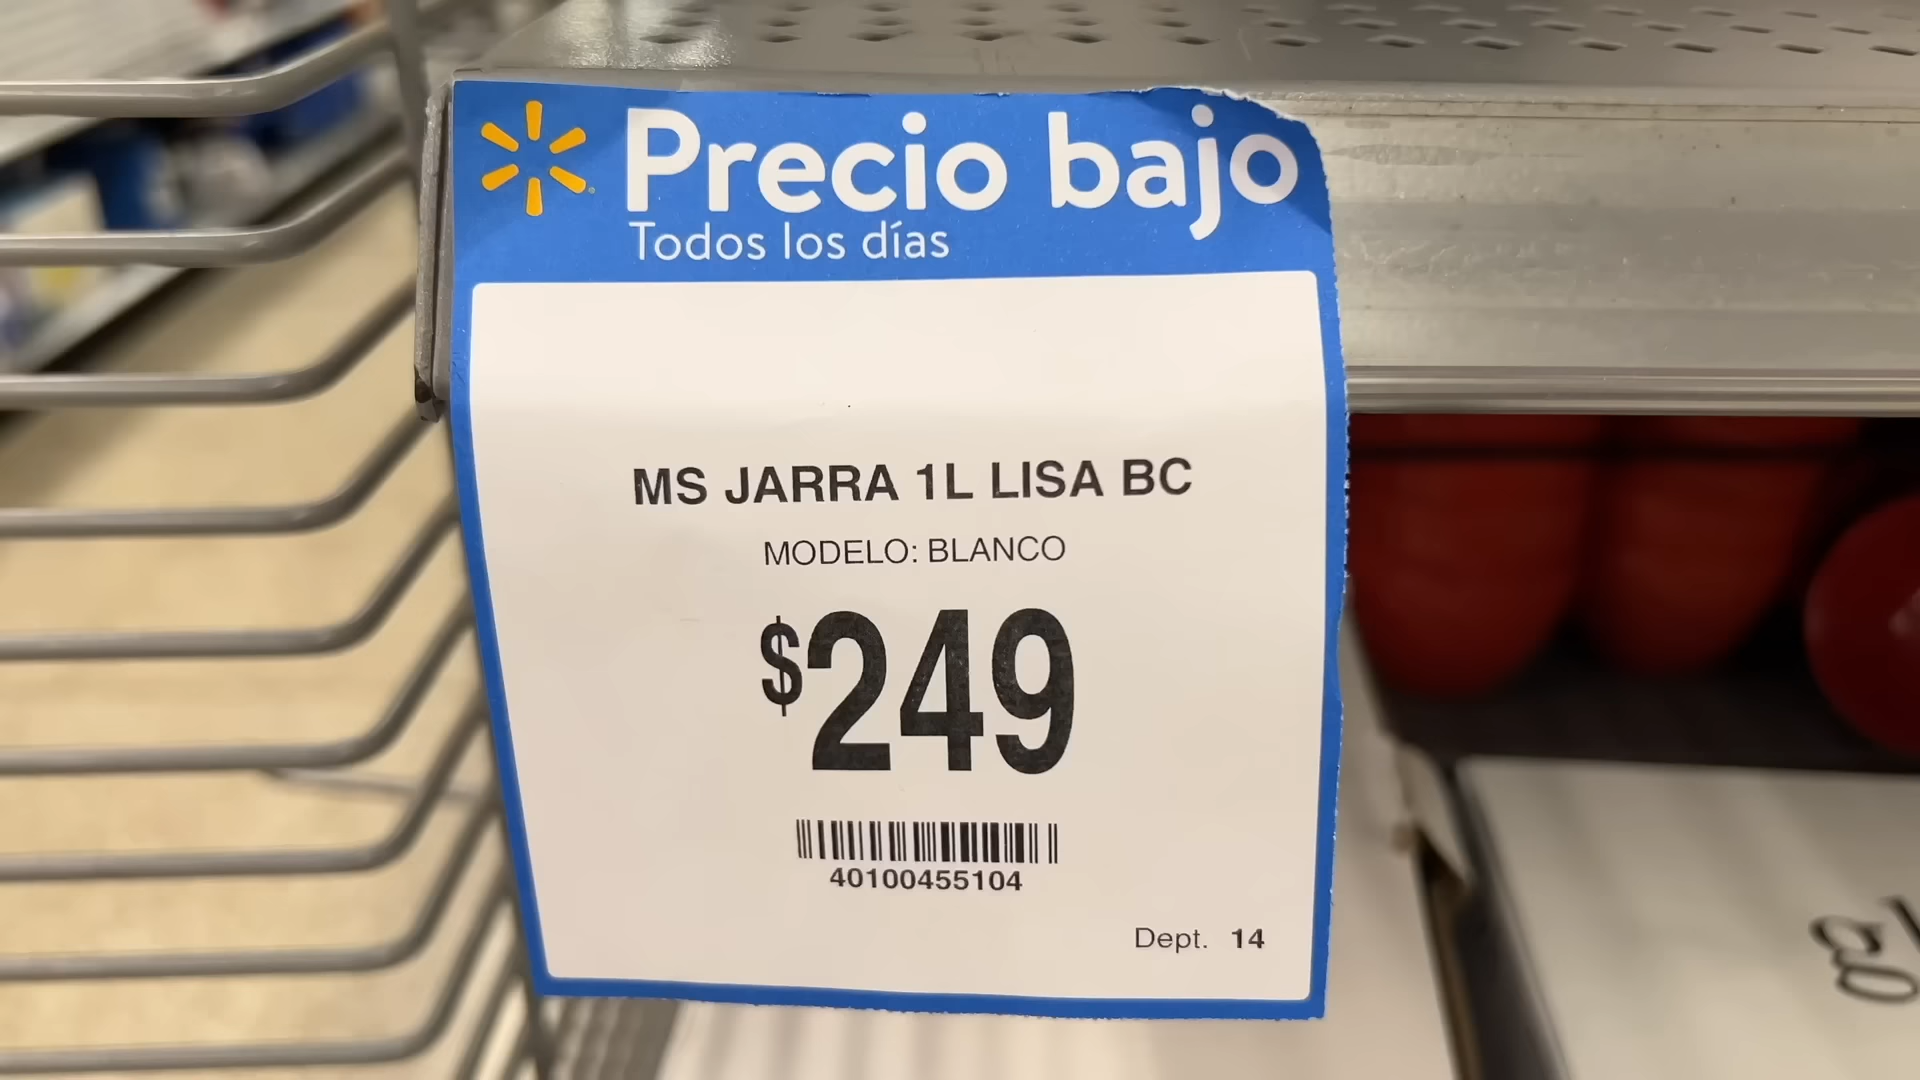 Precio bajo
Todos los días
MS JARRA 1L LISA BC
MODELO: BLANCO
$249
40100455104
Dept. 14